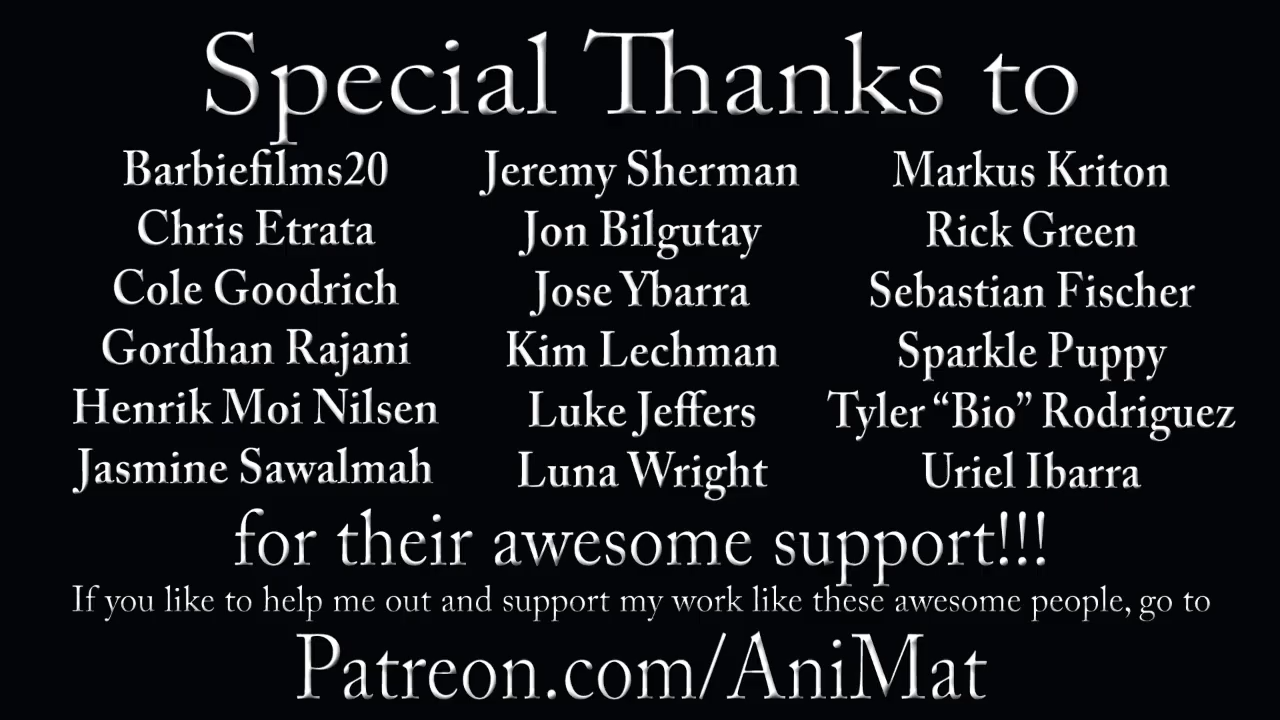 Special Thanks to
Barbiefilms20 Jeremy Sherman Markus Kriton
Chris Etrata Jon Bilgutay Rick Green
Cole Goodrich Jose Ybarra Sebastian Fischer
Gordhan Rajani Kim Lechman Sparkle Puppy
Henrik Moi Nilsen Luke Jeffers Tyler “Bio” Rodriguez
Jasmine Sawalmah Luna Wright Uriel Ibarra
for their awesome support!!!
If you like to help me out and support my work like these awesome people, go to
Patreon.com/AniMat